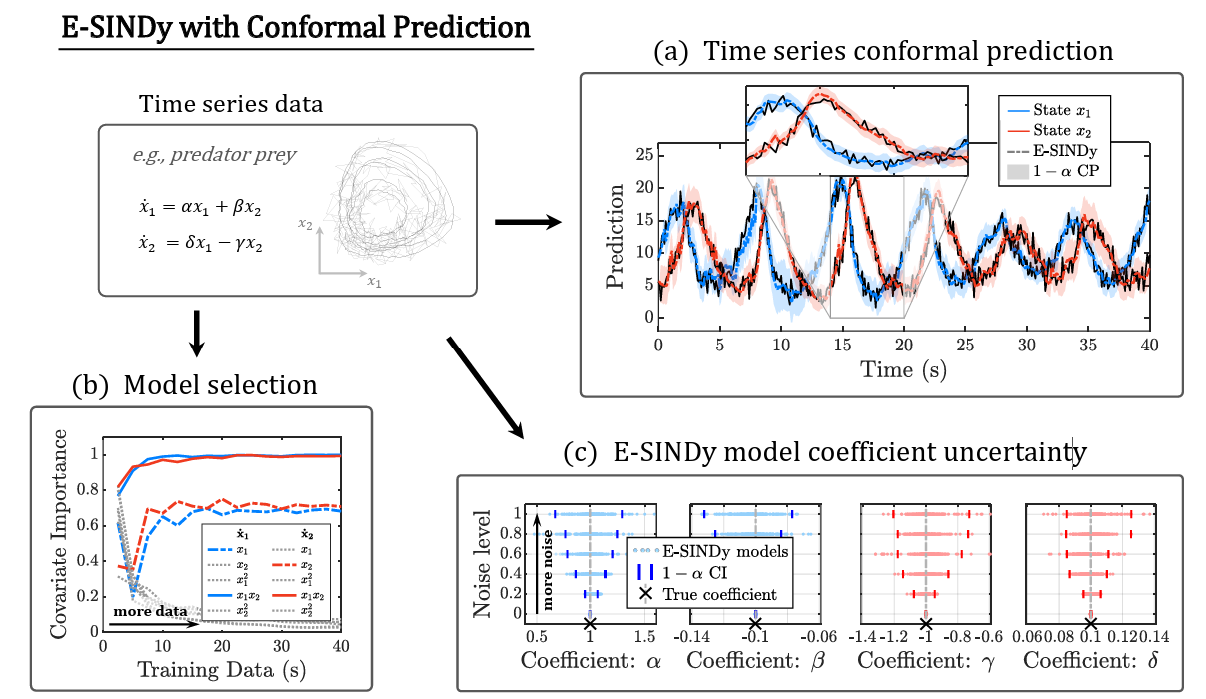 E-SINDy with Conformal Prediction
Time series data
e.g., predator prey
ẋ₁ = αx₁ + βx₂
ẋ₂ = δx₁ − γx₂
x₂
x₁
(a) Time series conformal prediction
State x₁
State x₂
E-SINDy
1 − α CP
Prediction
25
20
15
10
5
0
0 5 10 15 20 25 30 35 40
Time (s)
(b) Model selection
Covariate Importance
1
0.8
0.6
0.4
0.2
0
ẋ₁ ẋ₂
x₁ x₁
x₂ x₂
x₁² x₁²
x₁x₂ x₁x₂
x₂² x₂²
more data
0 10 20 30 40
Training Data (s)
(c) E-SINDy model coefficient uncertainty
Noise level
1
0.8
0.6
0.4
0.2
0
more noise
E-SINDy models
1 − α CI
True coefficient
0.5 1 1.5
Coefficient: α
-0.14 -0.1 -0.06
Coefficient: β
-1.4 -1.2 -1 -0.8 -0.6
Coefficient: γ
0.06 0.08 0.1 0.12 0.14
Coefficient: δ